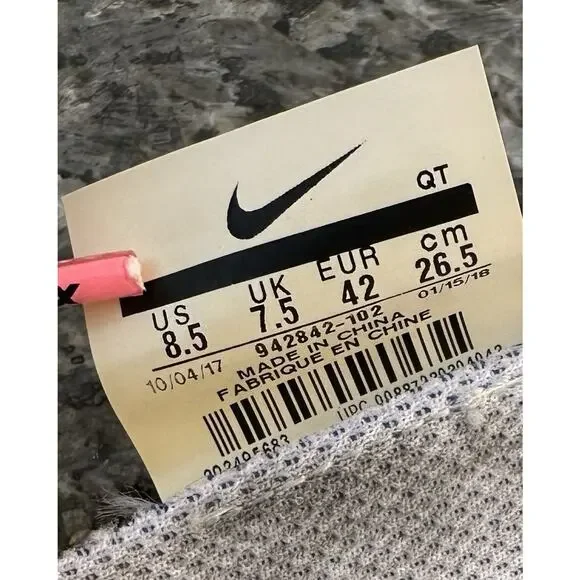 QT
US UK EUR cm
8.5 7.5 42 26.5
10/04/17 01/15/18
942842-102
MADE IN CHINA
FABRIQUE EN CHINE
UPC
X